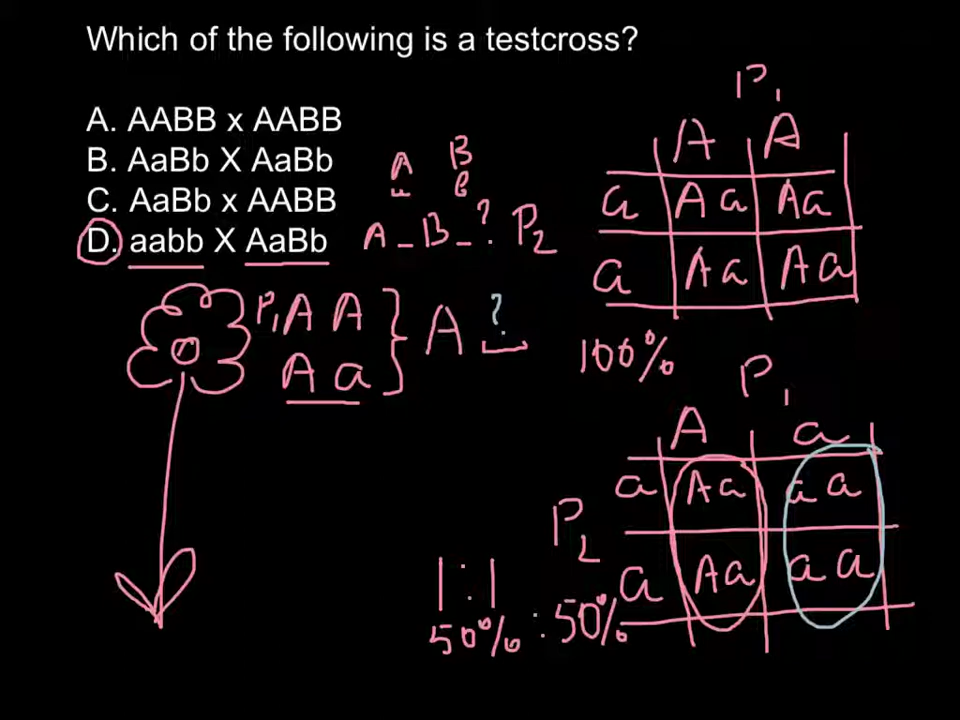 Which of the following is a testcross?
A. AABB x AABB
B. AaBb X AaBb
C. AaBb x AABB
D. aabb X AaBb
A B
A _ B _ ? P2
P1 A A
A a
A ?
P1
A A
a Aa Aa
a Aa Aa
100%
P1
A a
a Aa aa
P2
a Aa aa
1:1
50% : 50%